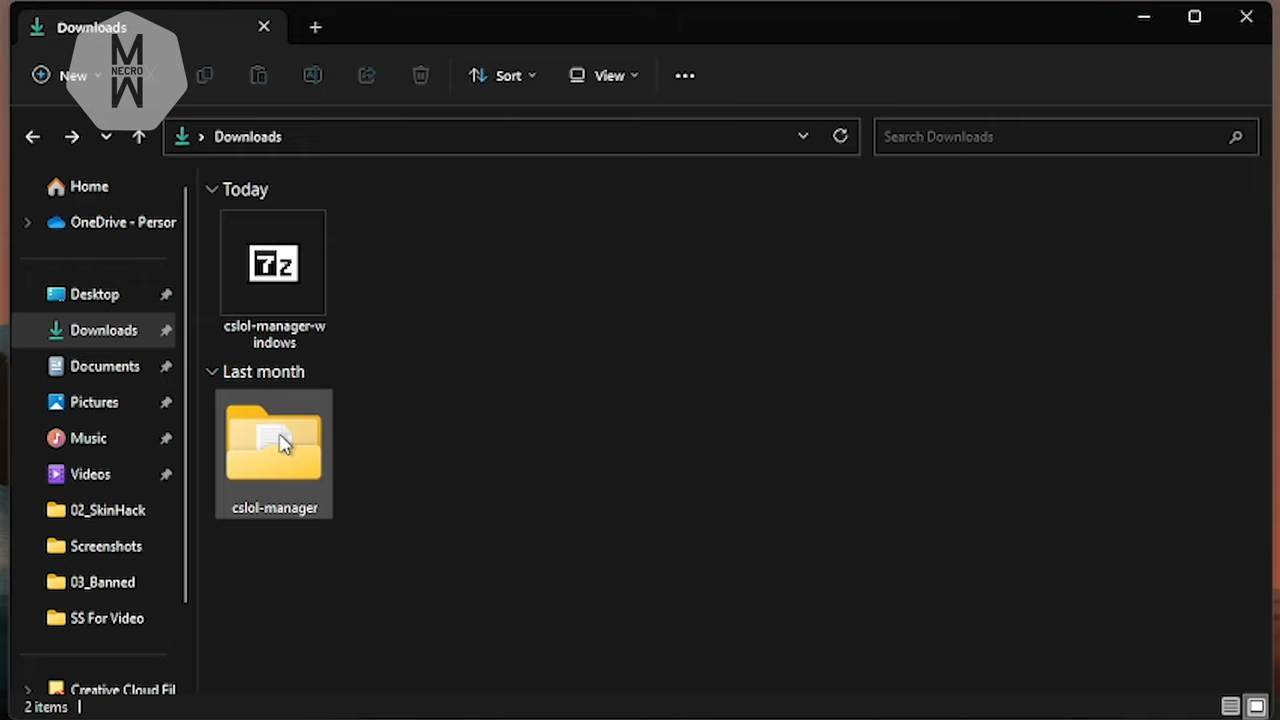 Downloads
M
NECRO
W
New
Sort
View
Downloads
Search Downloads
Home
OneDrive - Persor
Desktop
Downloads
Documents
Pictures
Music
Videos
02_SkinHack
Screenshots
03_Banned
SS For Video
Creative Cloud Fil
Today
7z
cslol-manager-w
indows
Last month
cslol-manager
2 items